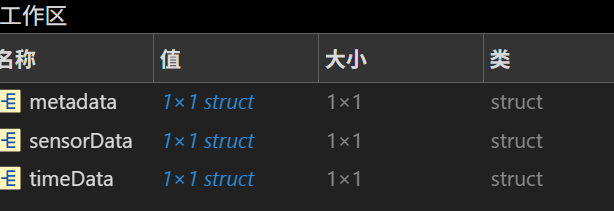 工作区
名称 值 大小 类
metadata 1×1 struct 1×1 struct
sensorData 1×1 struct 1×1 struct
timeData 1×1 struct 1×1 struct